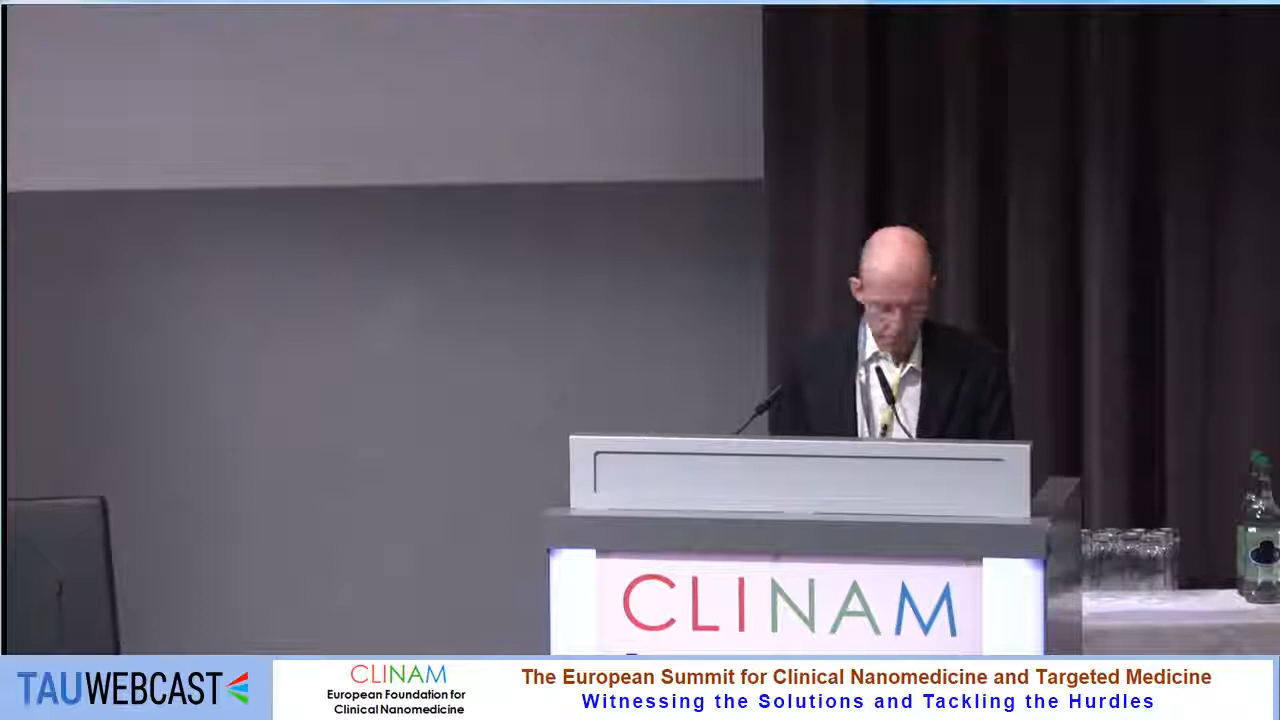 CLINAM
TAUWEBCAST
CLINAM
European Foundation for
Clinical Nanomedicine
The European Summit for Clinical Nanomedicine and Targeted Medicine
Witnessing the Solutions and Tackling the Hurdles